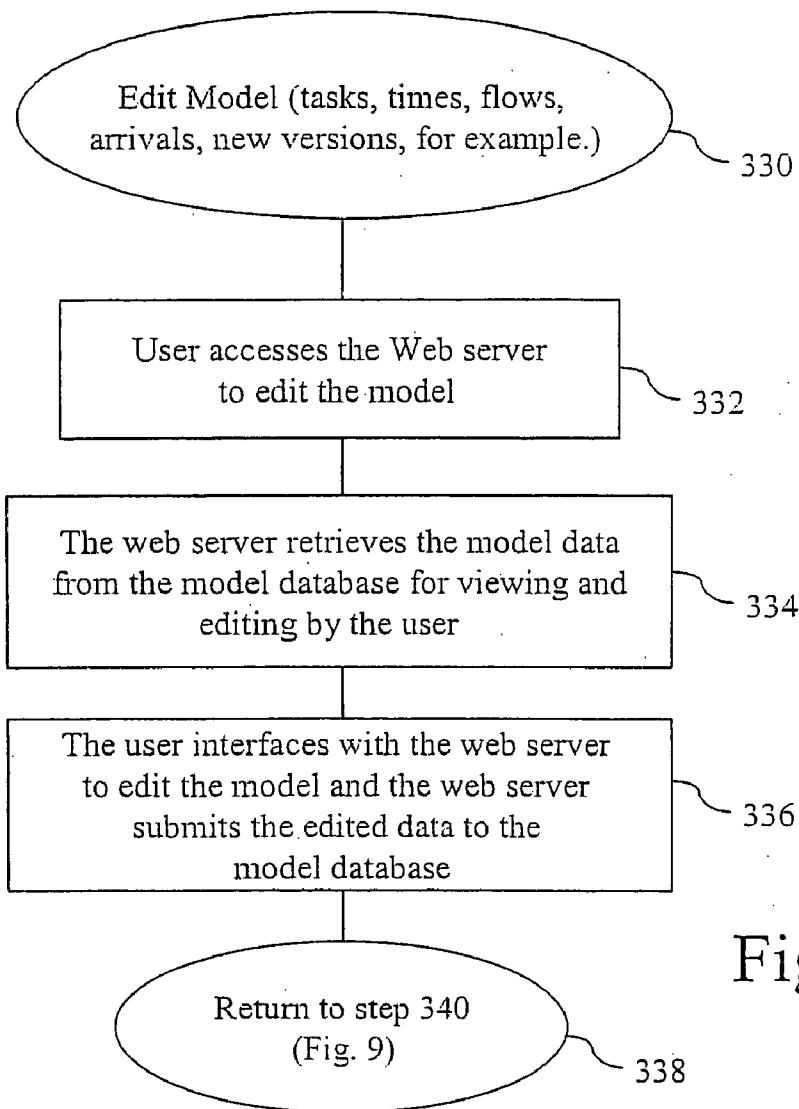 Edit Model (tasks, times, flows,
arrivals, new versions, for example.)
330
User accesses the Web server
to edit the model
332
The web server retrieves the model data
from the model database for viewing and
editing by the user
334
The user interfaces with the web server
to edit the model and the web server
submits the edited data to the
model database
336
Fig
Return to step 340
(Fig. 9)
338